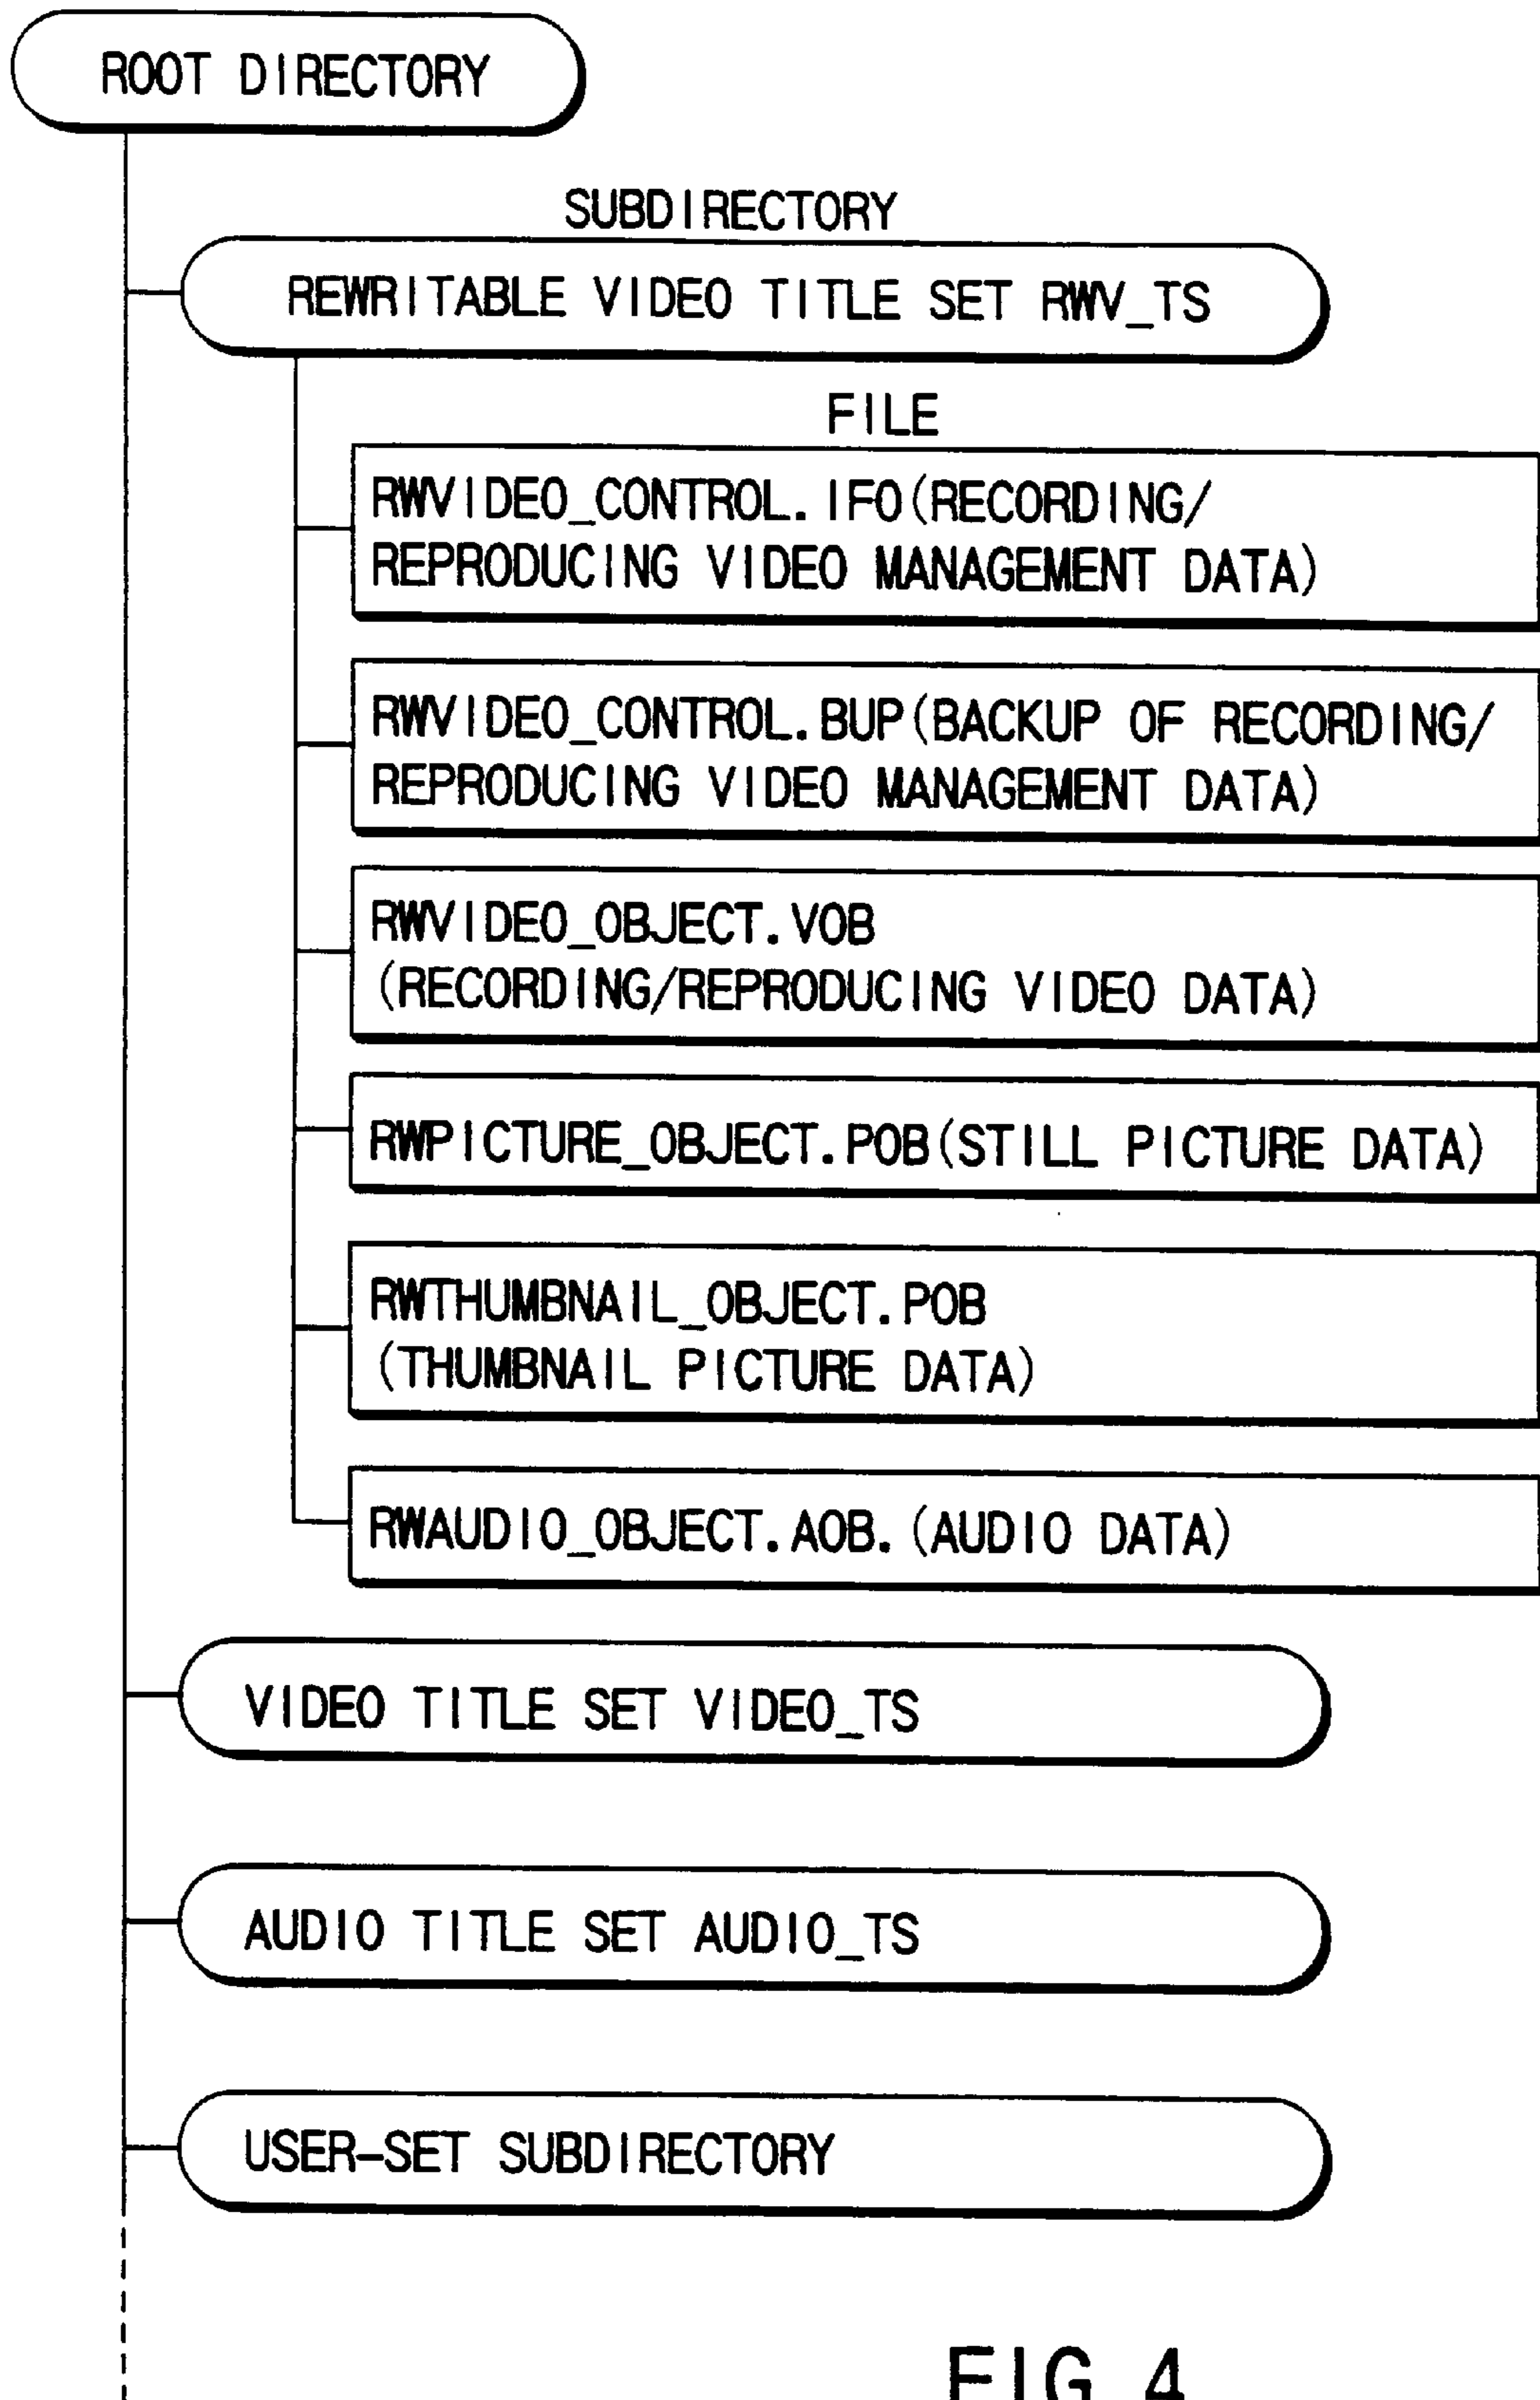 ROOT DIRECTORY
SUBDIRECTORY
REWRITABLE VIDEO TITLE SET RWV_TS
FILE
RWVIDEO_CONTROL.IFO(RECORDING/
REPRODUCING VIDEO MANAGEMENT DATA)
RWVIDEO_CONTROL.BUP(BACKUP OF RECORDING/
REPRODUCING VIDEO MANAGEMENT DATA)
RWVIDEO_OBJECT.VOB
(RECORDING/REPRODUCING VIDEO DATA)
RWPICTURE_OBJECT.POB(STILL PICTURE DATA)
RWTHUMBNAIL_OBJECT.POB
(THUMBNAIL PICTURE DATA)
RWAUDIO_OBJECT.AOB.(AUDIO DATA)
VIDEO TITLE SET VIDEO_TS
AUDIO TITLE SET AUDIO_TS
USER-SET SUBDIRECTORY
FIG. 4